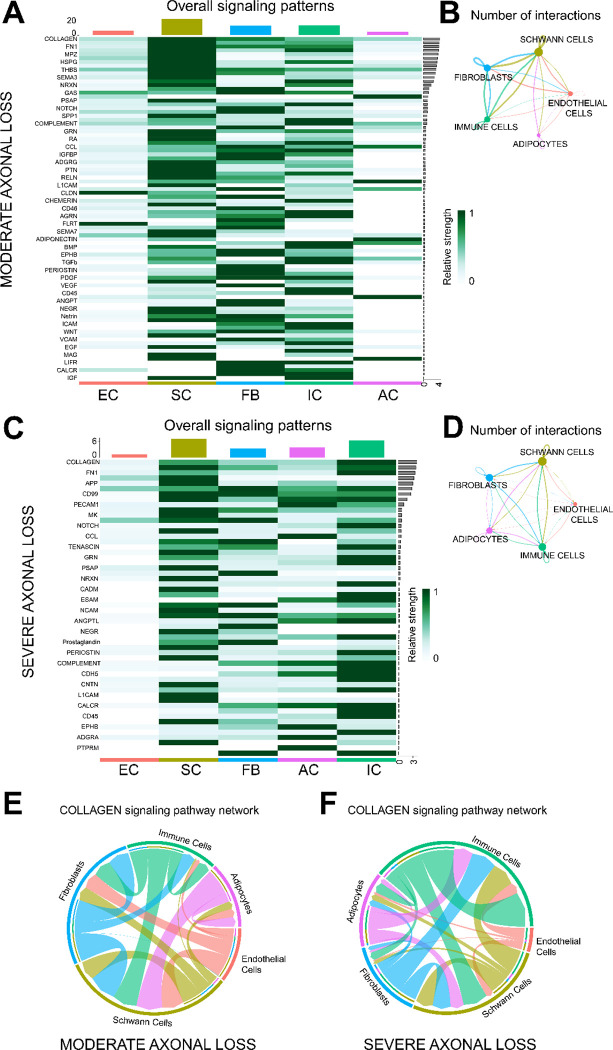 A
Overall signaling patterns
20
0
COLLAGEN
FN1
MPZ
HSPG
THBS
SEMA3
NRXN
GAS
PSAP
NOTCH
SPP1
COMPLEMENT
GRN
RA
CCL
IGFBP
ADGRG
PTN
RELN
L1CAM
CLDN
CHEMERIN
CD46
AGRN
FLRT
SEMA7
ADIPONECTIN
BMP
EPHB
TGFb
PERIOSTIN
PDGF
VEGF
CD45
ANGPT
NEGR
Netrin
ICAM
WNT
VCAM
EGF
MAG
LIFR
CALCR
IGF
MODERATE AXONAL LOSS
EC SC FB IC AC
0 4
Relative strength
1
0
B
Number of interactions
SCHWANN CELLS
FIBROBLASTS
ENDOTHELIAL
CELLS
IMMUNE CELLS
ADIPOCYTES
C
Overall signaling patterns
6
0
COLLAGEN
FN1
APP
CD99
PECAM1
MK
NOTCH
CCL
TENASCIN
GRN
PSAP
NRXN
CADM
ESAM
NCAM
ANGPTL
NEGR
Prostaglandin
PERIOSTIN
COMPLEMENT
CDH5
CNTN
L1CAM
CALCR
CD45
EPHB
ADGRA
PTPRM
SEVERE AXONAL LOSS
EC SC FB AC IC
0 3
Relative strength
1
0
D
Number of interactions
SCHWANN CELLS
FIBROBLASTS
ENDOTHELIAL
CELLS
ADIPOCYTES
IMMUNE CELLS
E
COLLAGEN signaling pathway network
Immune Cells
Fibroblasts
Adipocytes
Endothelial
Cells
Schwann Cells
MODERATE AXONAL LOSS
F
COLLAGEN signaling pathway network
Immune Cells
Adipocytes
Endothelial
Cells
Fibroblasts
Schwann Cells
SEVERE AXONAL LOSS